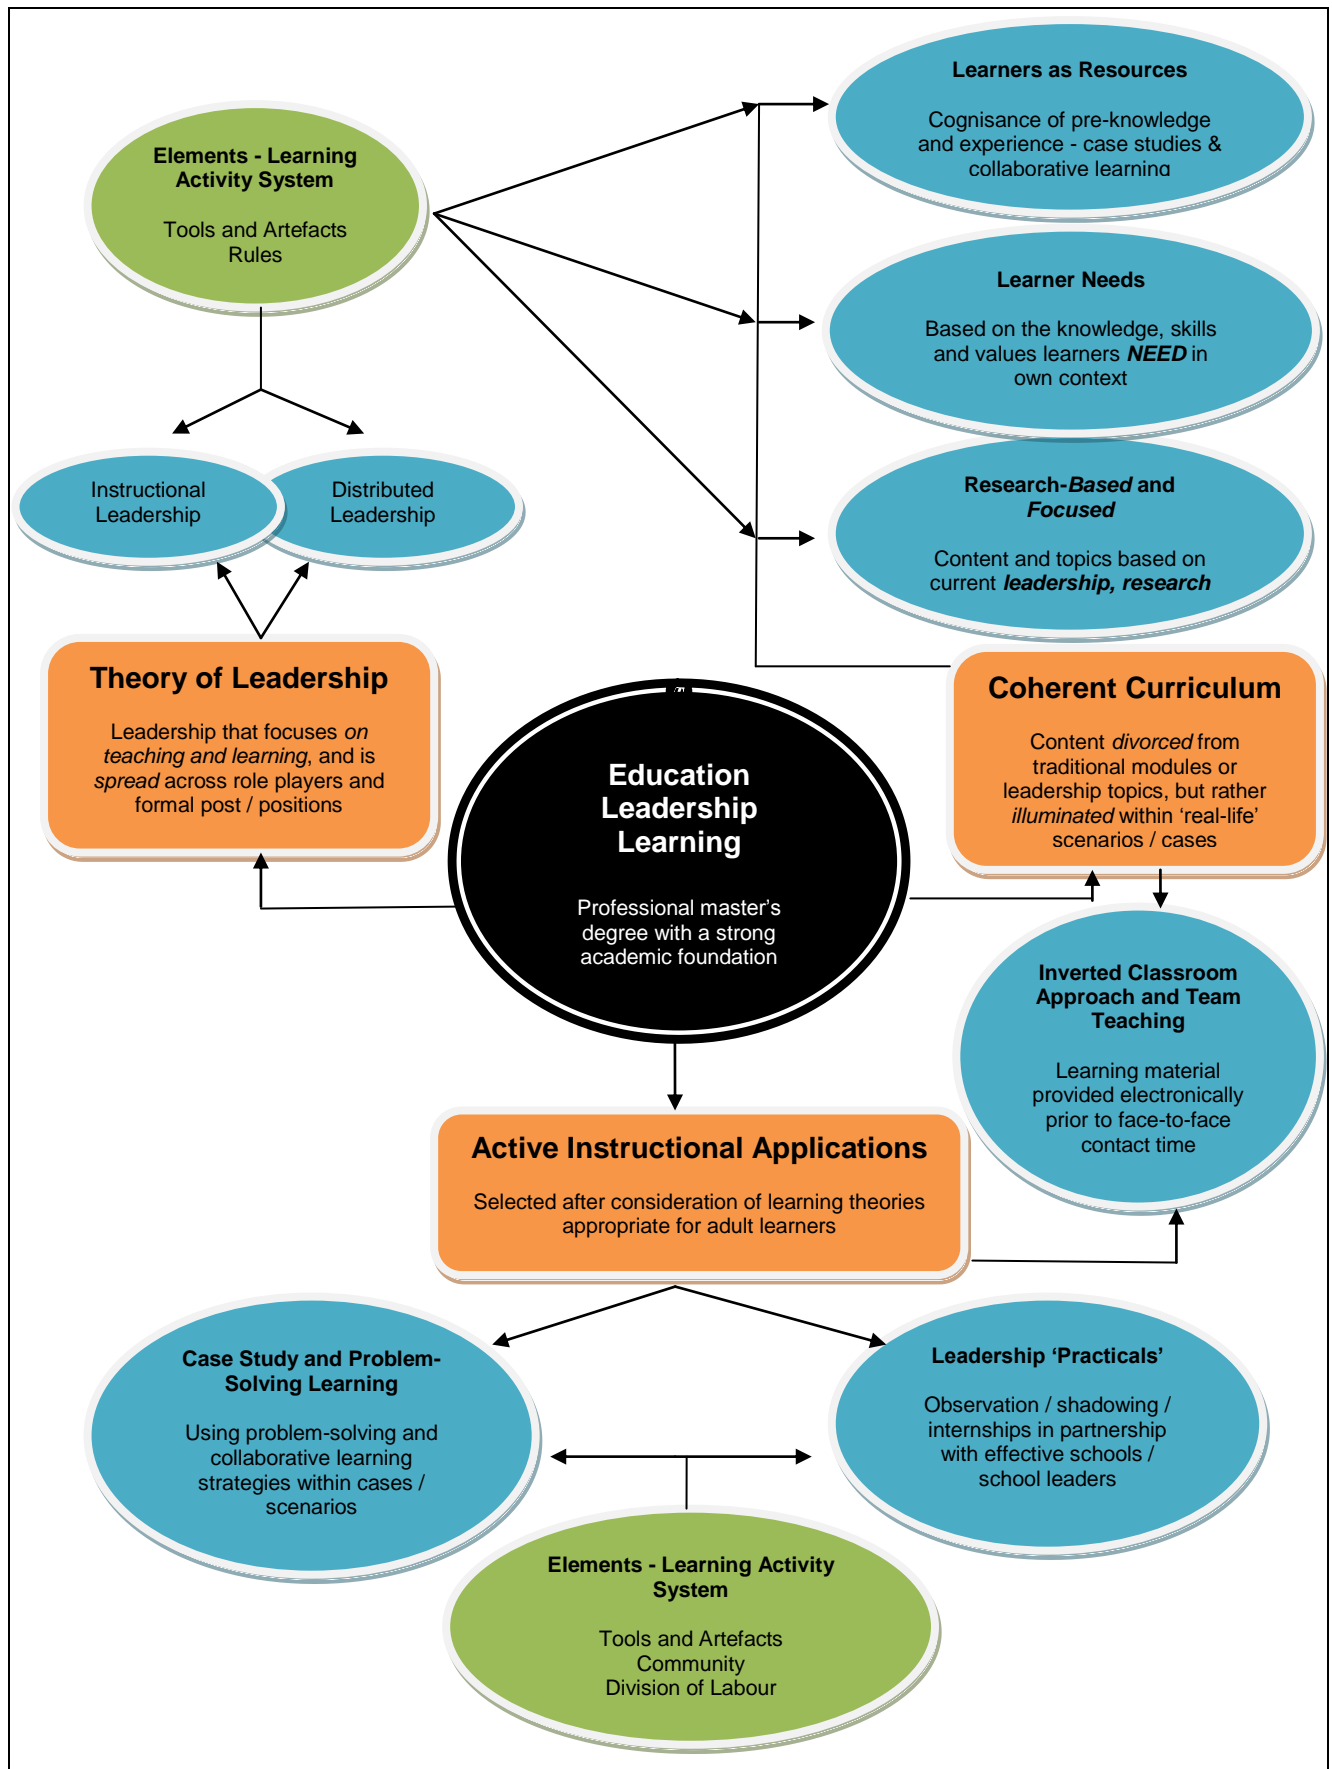 Learners as Resources
Cognisance of pre-knowledge
and experience - case studies &
collaborative learning
Elements - Learning
Activity System
Tools and Artefacts
Rules
Learner Needs
Based on the knowledge, skills
and values learners NEED in
own context
Instructional
Leadership
Distributed
Leadership
Research-Based and
Focused
Content and topics based on
current leadership, research
Theory of Leadership
Leadership that focuses on
teaching and learning, and is
spread across role players and
formal post / positions
Education
Leadership
Learning
Professional master's
degree with a strong
academic foundation
Coherent Curriculum
Content divorced from
traditional modules or
leadership topics, but rather
illuminated within ‘real-life’
scenarios / cases
Inverted Classroom
Approach and Team
Teaching
Learning material
provided electronically
prior to face-to-face
contact time
Active Instructional Applications
Selected after consideration of learning theories
appropriate for adult learners
Case Study and Problem-
Solving Learning
Using problem-solving and
collaborative learning
strategies within cases /
scenarios
Leadership ‘Practicals’
Observation / shadowing /
internships in partnership
with effective schools /
school leaders
Elements - Learning Activity
System
Tools and Artefacts
Community
Division of Labour